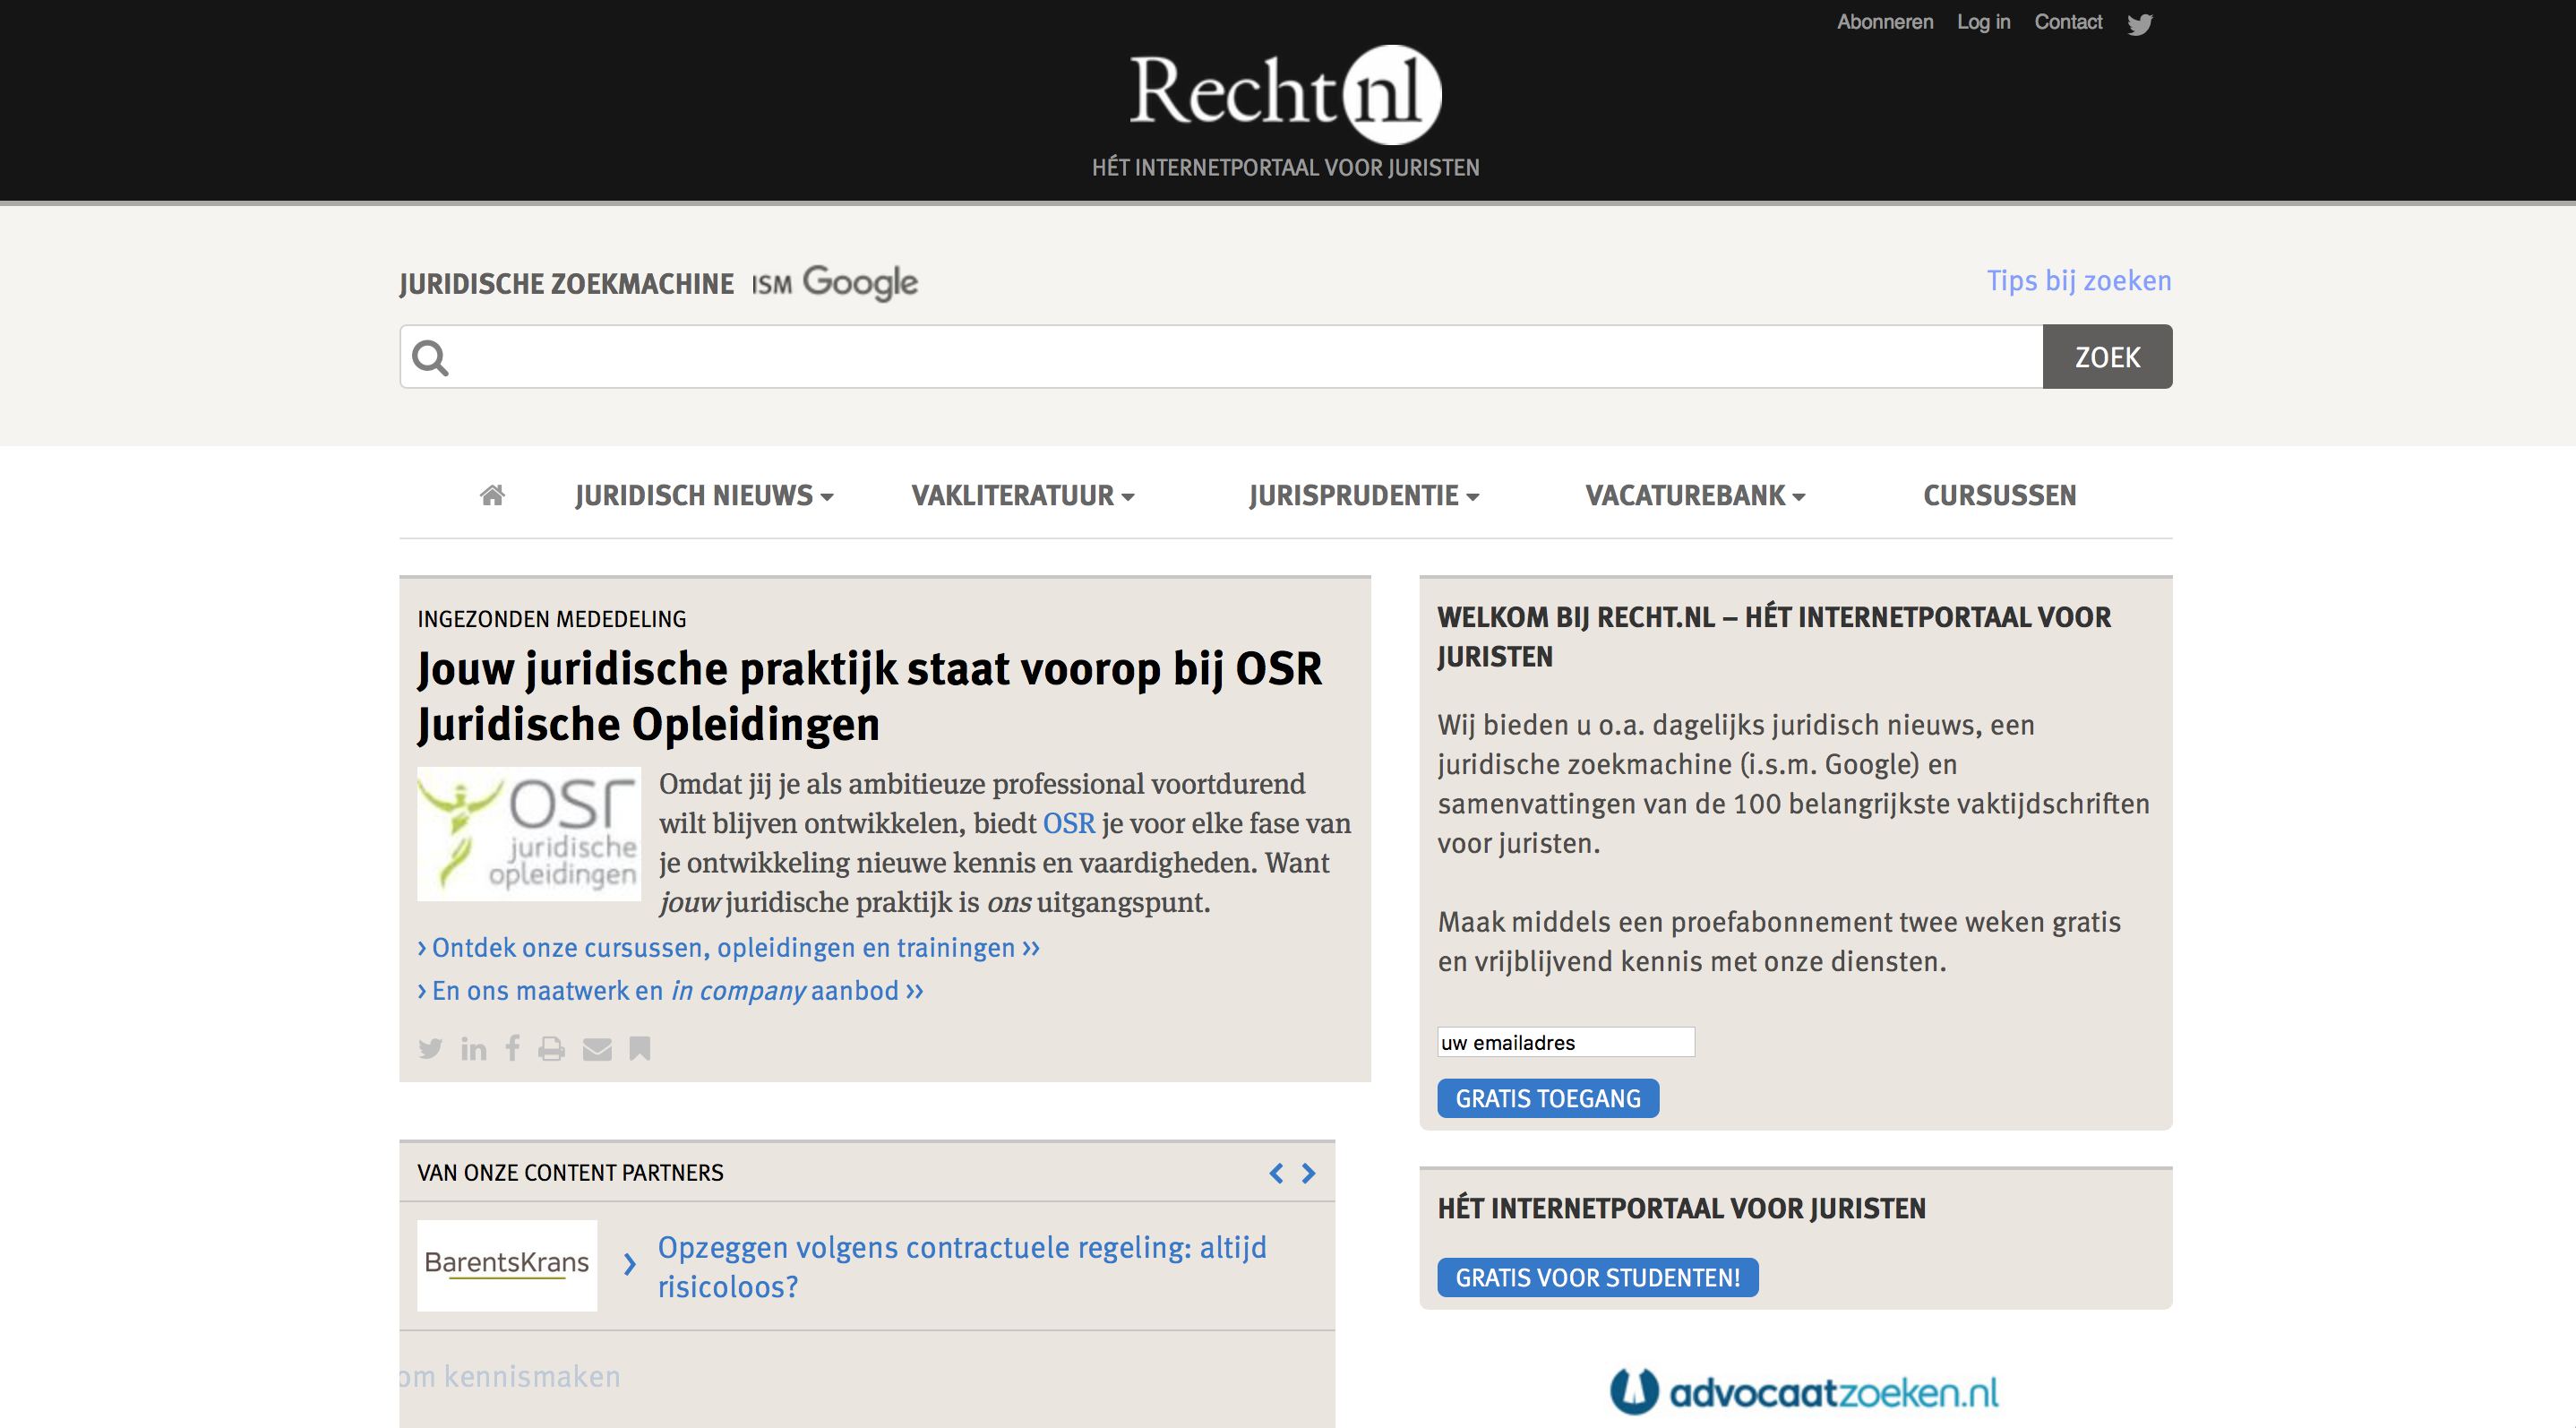 Abonneren Log in Contact
Recht nl
HÉT INTERNETPORTAAL VOOR JURISTEN
JURIDISCHE ZOEKMACHINE ISM Google
Tips bij zoeken
ZOEK
JURIDISCH NIEUWS VAKLITERATUUR JURISPRUDENTIE VACATUREBANK CURSUSSEN
INGEZONDEN MEDEDELING
Jouw juridische praktijk staat voorop bij OSR
Juridische Opleidingen
osr
juridische
opleidingen
Omdat jij je als ambitieuze professional voortdurend
wilt blijven ontwikkelen, biedt OSR je voor elke fase van
je ontwikkeling nieuwe kennis en vaardigheden. Want
jouw juridische praktijk is ons uitgangspunt.
› Ontdek onze cursussen, opleidingen en trainingen ››
› En ons maatwerk en in company aanbod ››
VAN ONZE CONTENT PARTNERS
BarentsKrans
Opzeggen volgens contractuele regeling: altijd
risicoloos?
om kennismaken
WELKOM BIJ RECHT.NL – HÉT INTERNETPORTAAL VOOR
JURISTEN
Wij bieden u o.a. dagelijks juridisch nieuws, een
juridische zoekmachine (i.s.m. Google) en
samenvattingen van de 100 belangrijkste vaktijdschriften
voor juristen.
Maak middels een proefabonnement twee weken gratis
en vrijblijvend kennis met onze diensten.
uw emailadres
GRATIS TOEGANG
HÉT INTERNETPORTAAL VOOR JURISTEN
GRATIS VOOR STUDENTEN!
advocaatzoeken.nl